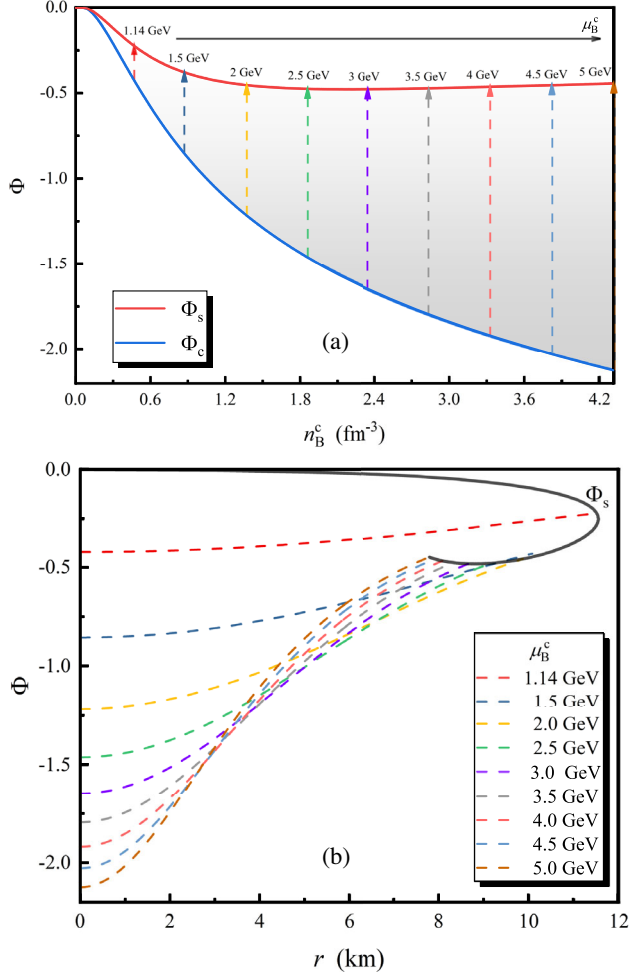 0.0
1.14 GeV
μ_B^c
1.5 GeV
2 GeV
2.5 GeV
3 GeV
3.5 GeV
4 GeV
4.5 GeV
5 GeV
-0.5
-1.0
Φ
-1.5
Φ_s
Φ_c
(a)
-2.0
0.0 0.6 1.2 1.8 2.4 3.0 3.6 4.2
n_B^c (fm^-3)
0.0
Φ_s
-0.5
-1.0
Φ
-1.5
-2.0
μ_B^c
1.14 GeV
1.5 GeV
2.0 GeV
2.5 GeV
3.0 GeV
3.5 GeV
4.0 GeV
4.5 GeV
5.0 GeV
(b)
0 2 4 6 8 10 12
r (km)